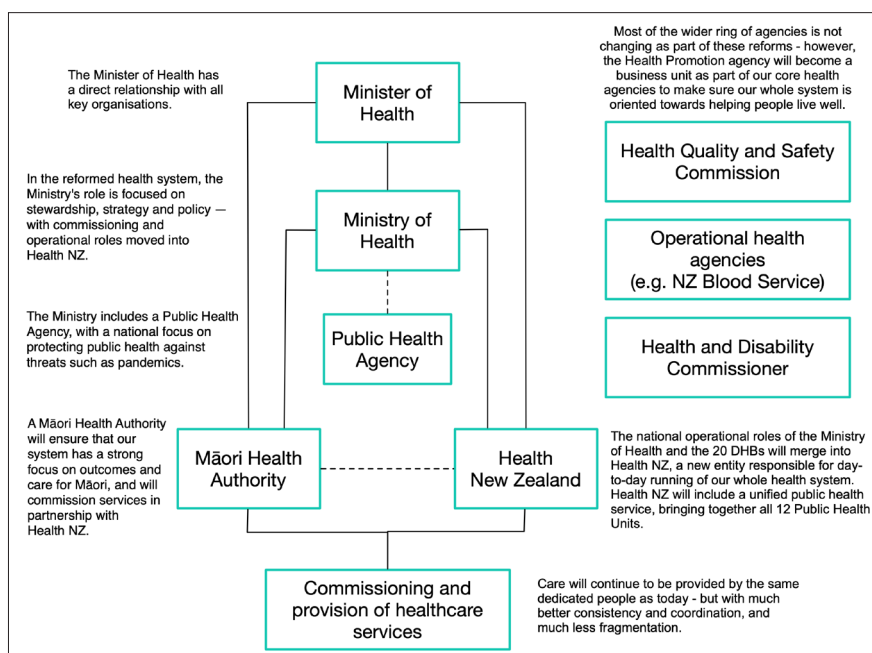 The Minister of Health has
a direct relationship with all
key organisations.
Minister of
Health
Most of the wider ring of agencies is not
changing as part of these reforms - however,
the Health Promotion agency will become a
business unit as part of our core health
agencies to make sure our whole system is
oriented towards helping people live well.
Health Quality and Safety
Commission
In the reformed health system, the
Ministry's role is focused on
stewardship, strategy and policy —
with commissioning and
operational roles moved into
Health NZ.
Ministry of
Health
Operational health
agencies
(e.g. NZ Blood Service)
The Ministry includes a Public Health
Agency, with a national focus on
protecting public health against
threats such as pandemics.
Public Health
Agency
Health and Disability
Commissioner
A Māori Health Authority
will ensure that our
system has a strong
focus on outcomes and
care for Māori, and will
commission services in
partnership with
Health NZ.
Māori Health
Authority
Health
New Zealand
The national operational roles of the Ministry
of Health and the 20 DHBs will merge into
Health NZ, a new entity responsible for day-
to-day running of our whole health system.
Health NZ will include a unified public health
service, bringing together all 12 Public Health
Units.
Commissioning and
provision of healthcare
services
Care will continue to be provided by the same
dedicated people as today - but with much
better consistency and coordination, and
much less fragmentation.